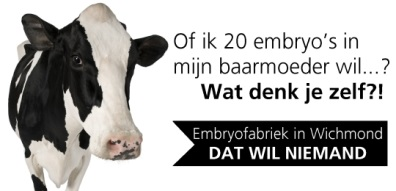 Of ik 20 embryo's in
mijn baarmoeder wil...?
Wat denk je zelf?!
Embryofabriek in Wichmond
DAT WIL NIEMAND